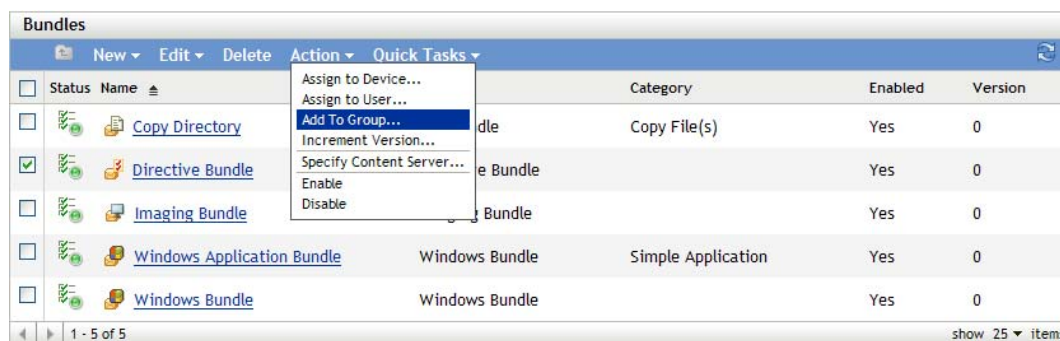 Bundles
New Edit Delete Action Quick Tasks
Assign to Device...
Assign to User...
Add To Group...
Increment Version...
Specify Content Server...
Enable
Disable
Status Name Category Enabled Version
Copy Directory dle Copy File(s) Yes 0
Directive Bundle e Bundle Yes 0
Imaging Bundle Bundle Yes 0
Windows Application Bundle Windows Bundle Simple Application Yes 0
Windows Bundle Windows Bundle Yes 0
1 - 5 of 5 show 25 item